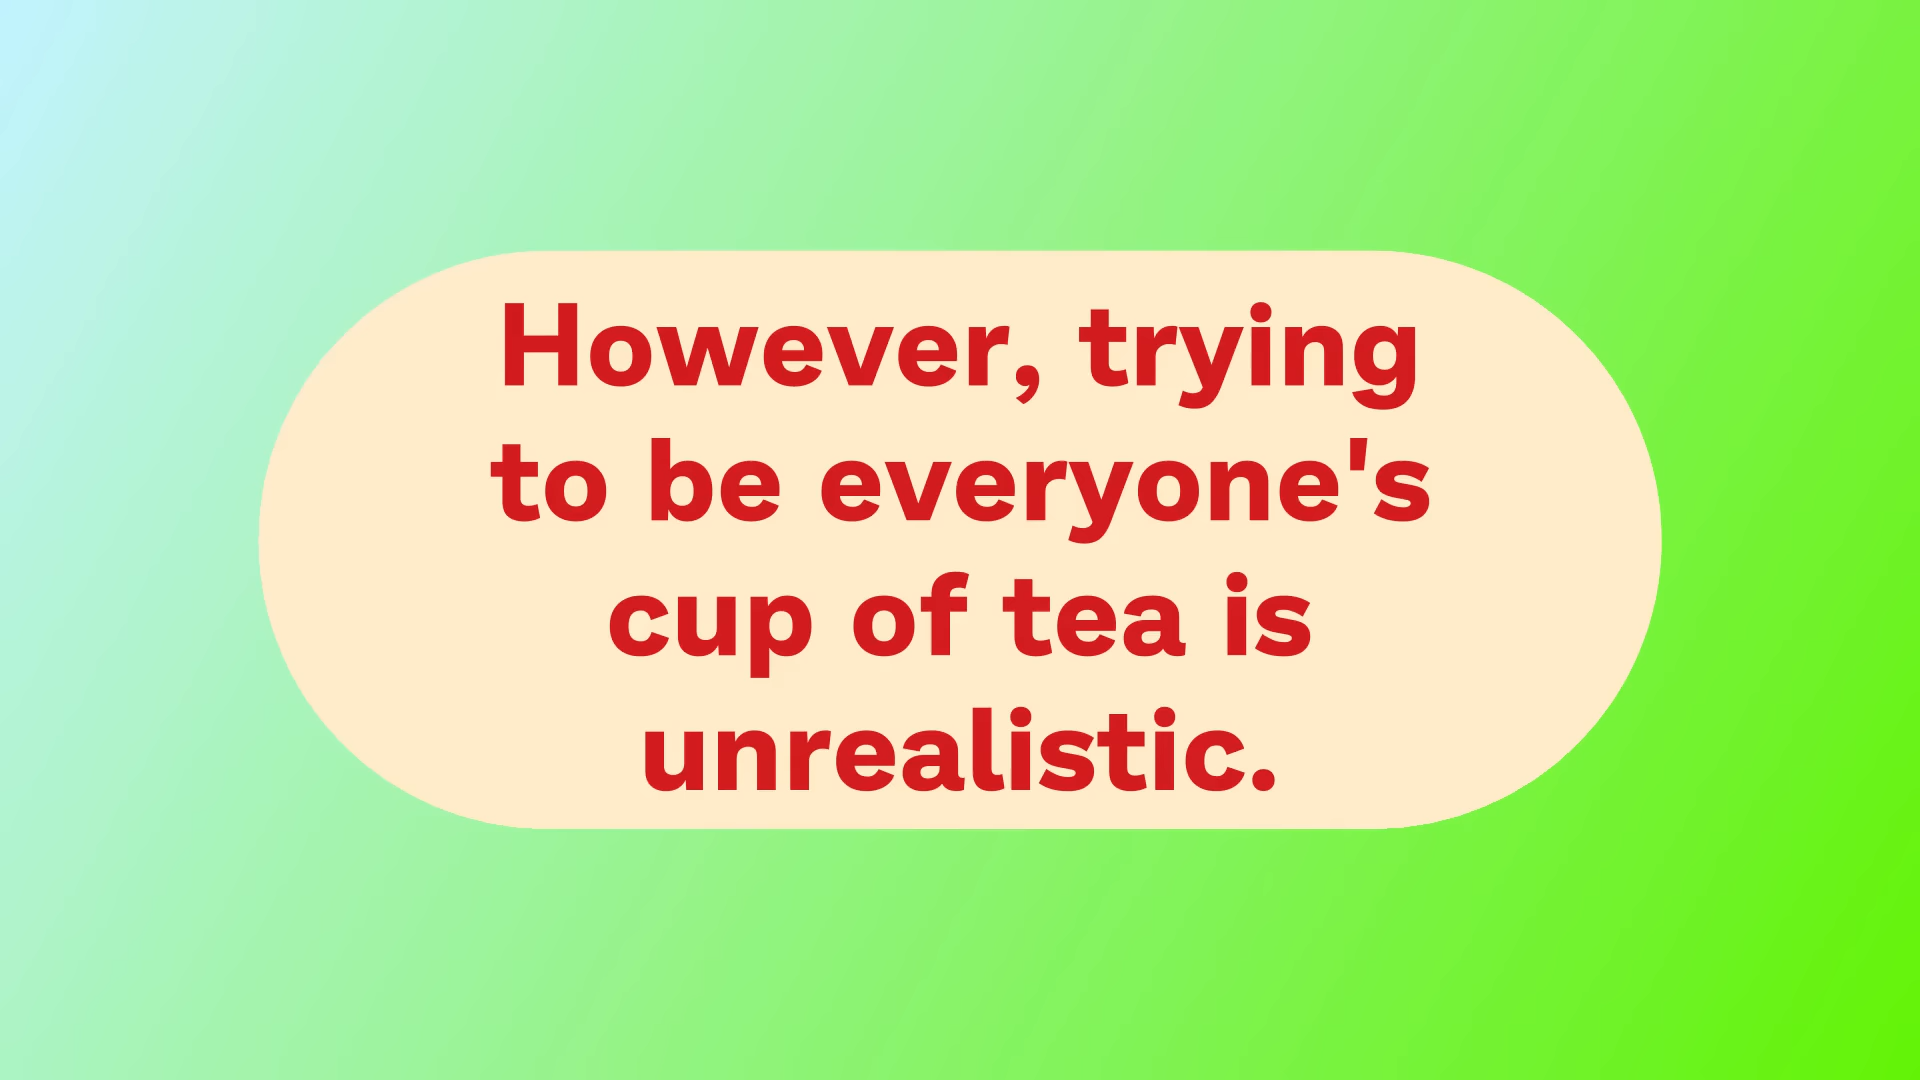 However, trying
to be everyone's
cup of tea is
unrealistic.